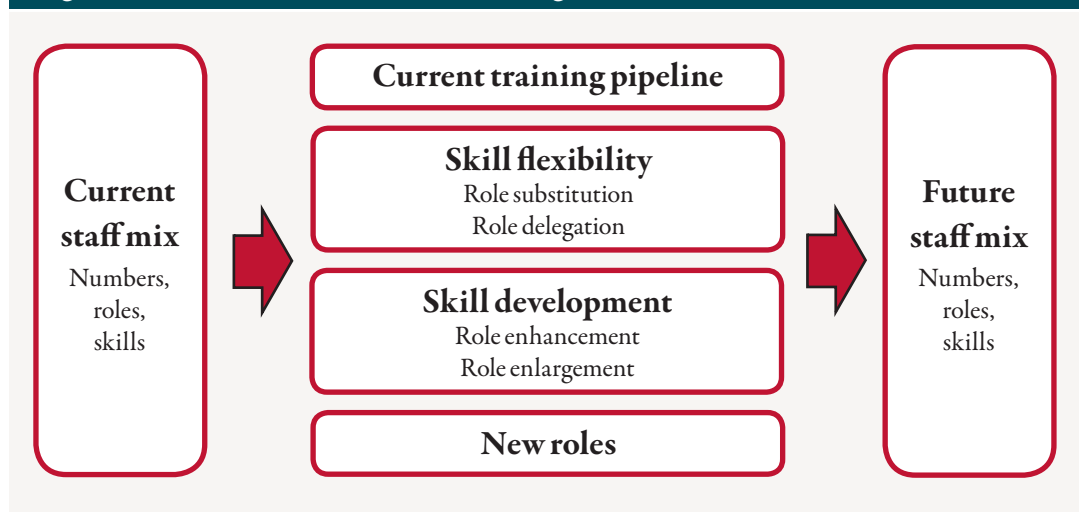 Current
staff mix
Numbers,
roles,
skills
Current training pipeline
Skill flexibility
Role substitution
Role delegation
Skill development
Role enhancement
Role enlargement
New roles
Future
staff mix
Numbers,
roles,
skills